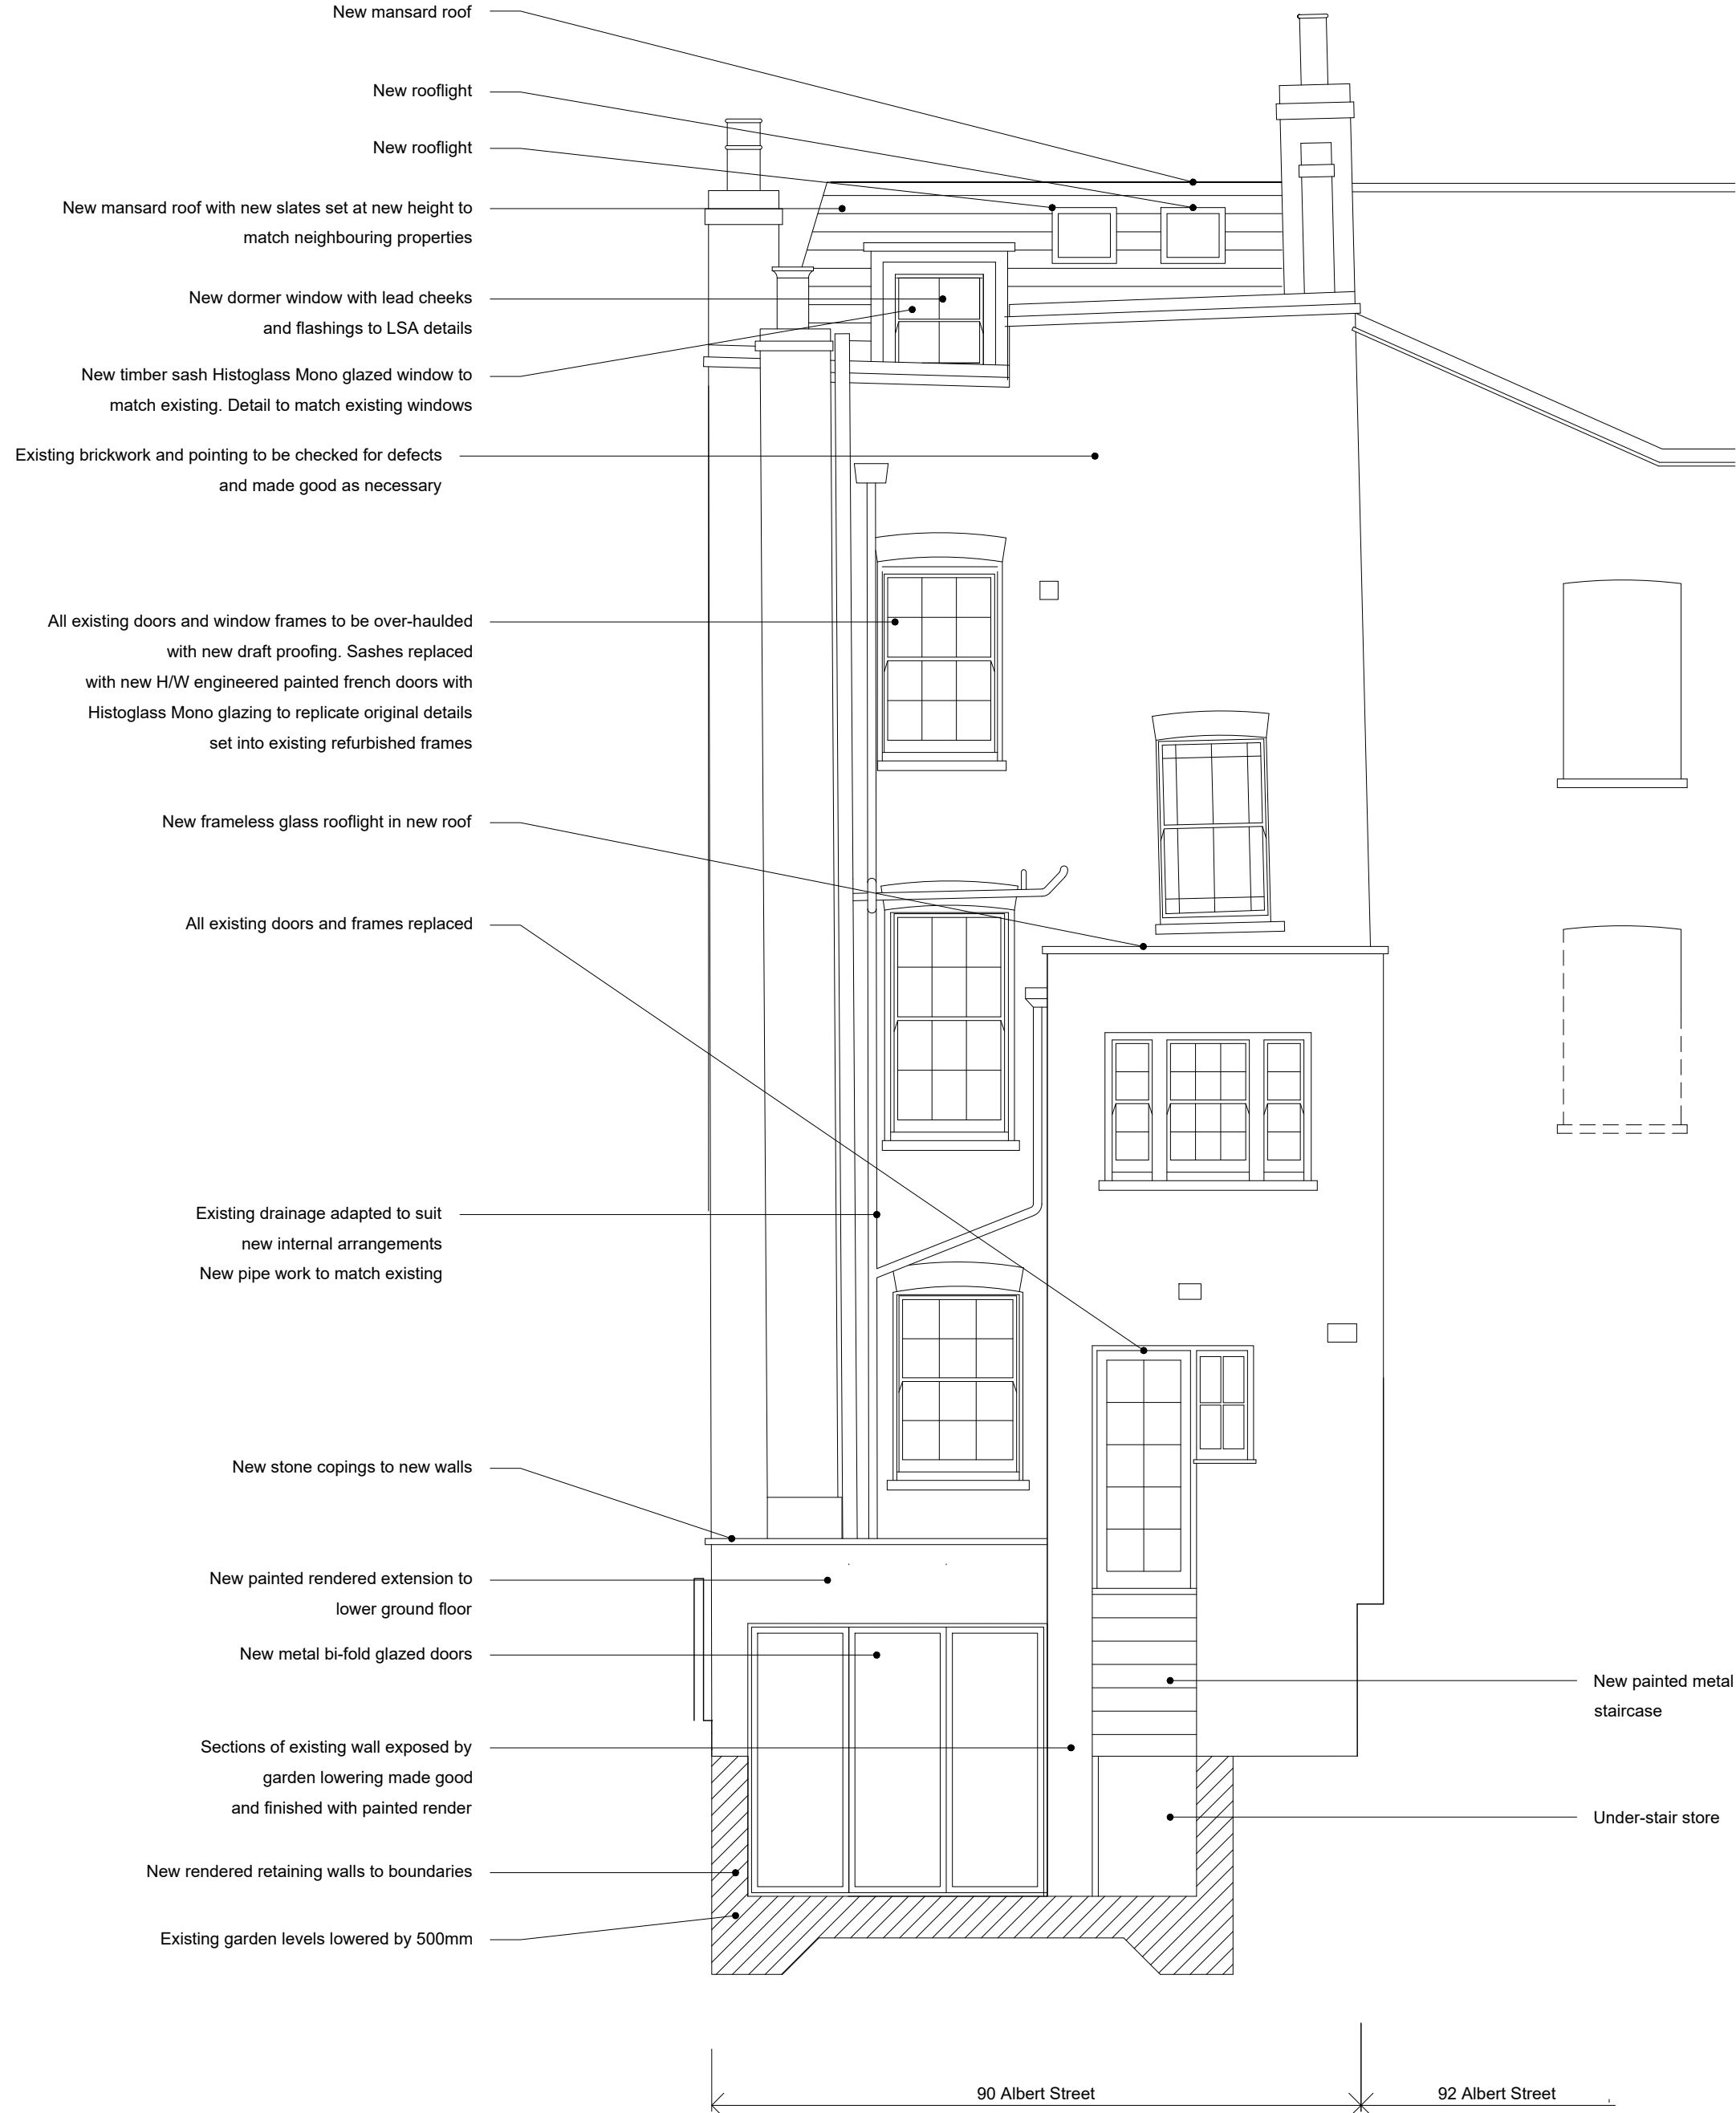 New mansard roof
New rooflight
New rooflight
New mansard roof with new slates set at new height to
match neighbouring properties
New dormer window with lead cheeks
and flashings to LSA details
New timber sash Histoglass Mono glazed window to
match existing. Detail to match existing windows
Existing brickwork and pointing to be checked for defects
and made good as necessary
All existing doors and window frames to be over-haulded
with new draft proofing. Sashes replaced
with new H/W engineered painted french doors with
Histoglass Mono glazing to replicate original details
set into existing refurbished frames
New frameless glass rooflight in new roof
All existing doors and frames replaced
Existing drainage adapted to suit
new internal arrangements
New pipe work to match existing
New stone copings to new walls
New painted rendered extension to
lower ground floor
New metal bi-fold glazed doors
New painted metal
staircase
Sections of existing wall exposed by
garden lowering made good
and finished with painted render
Under-stair store
New rendered retaining walls to boundaries
Existing garden levels lowered by 500mm
90 Albert Street
92 Albert Street